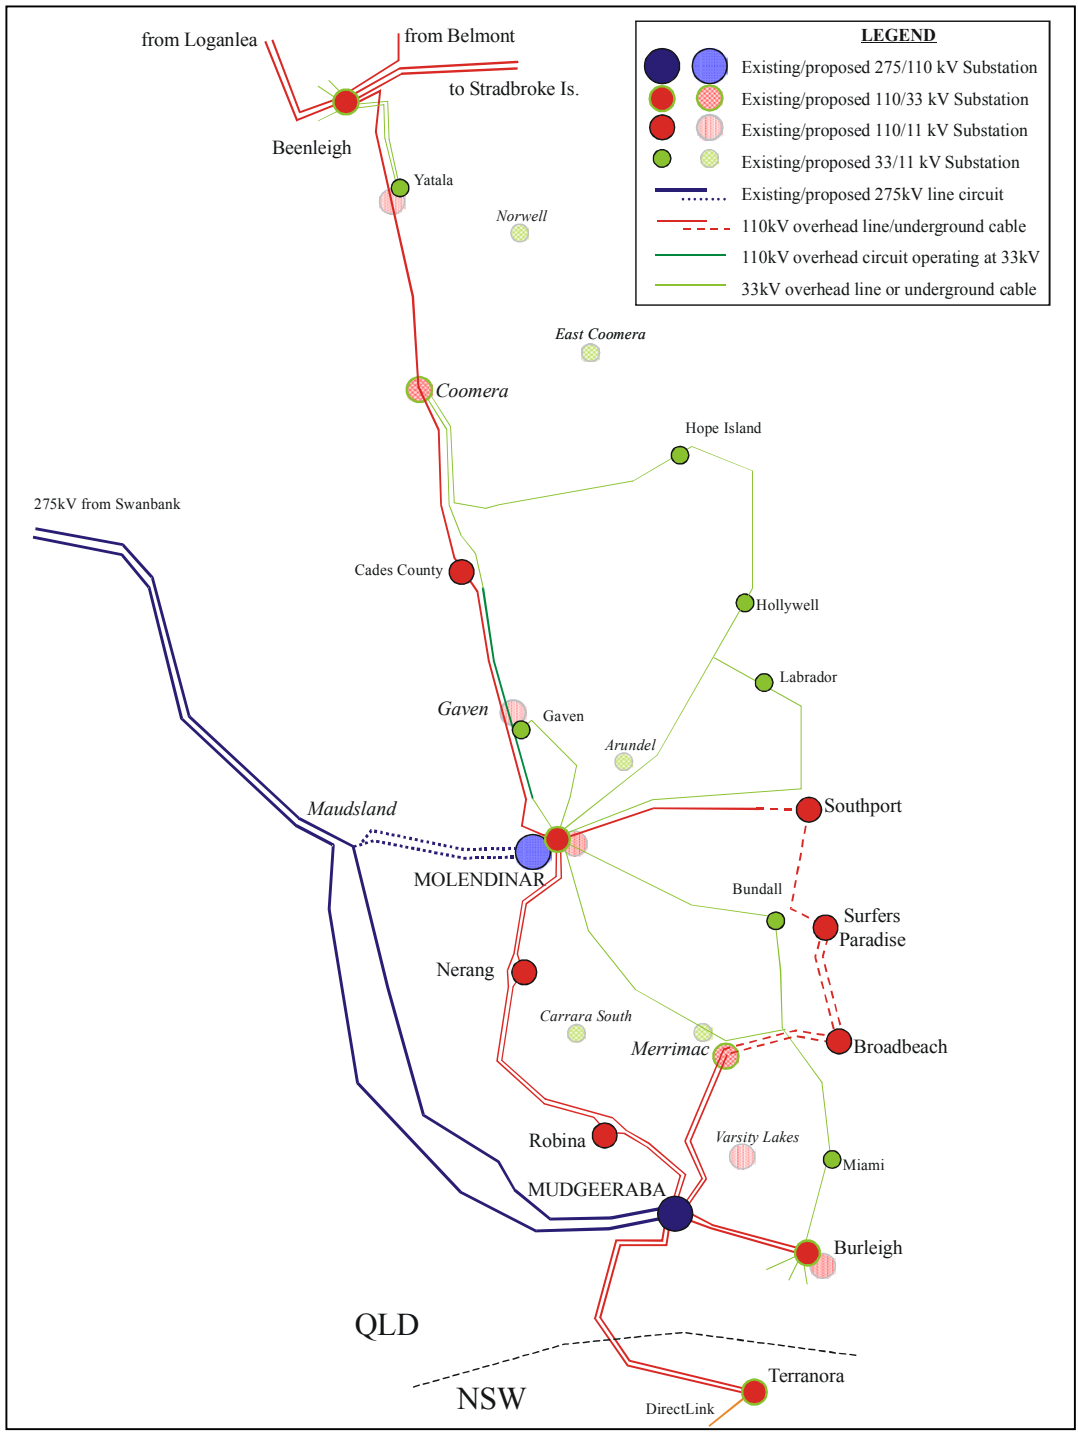 from Loganlea
from Belmont
to Stradbroke Is.
Beenleigh
LEGEND
Existing/proposed 275/110 kV Substation
Existing/proposed 110/33 kV Substation
Existing/proposed 110/11 kV Substation
Existing/proposed 33/11 kV Substation
Existing/proposed 275kV line circuit
110kV overhead line/underground cable
110kV overhead circuit operating at 33kV
33kV overhead line or underground cable
Yatala
Norwell
East Coomera
Coomera
Hope Island
275kV from Swanbank
Cades County
Hollywell
Labrador
Gaven
Gaven
Arundel
Maudsland
Southport
MOLENDINAR
Bundall
Surfers
Paradise
Nerang
Carrara South
Merrimac
Broadbeach
Robina
Varsity Lakes
Miami
MUDGEERABA
Burleigh
QLD
NSW
Terranora
DirectLink